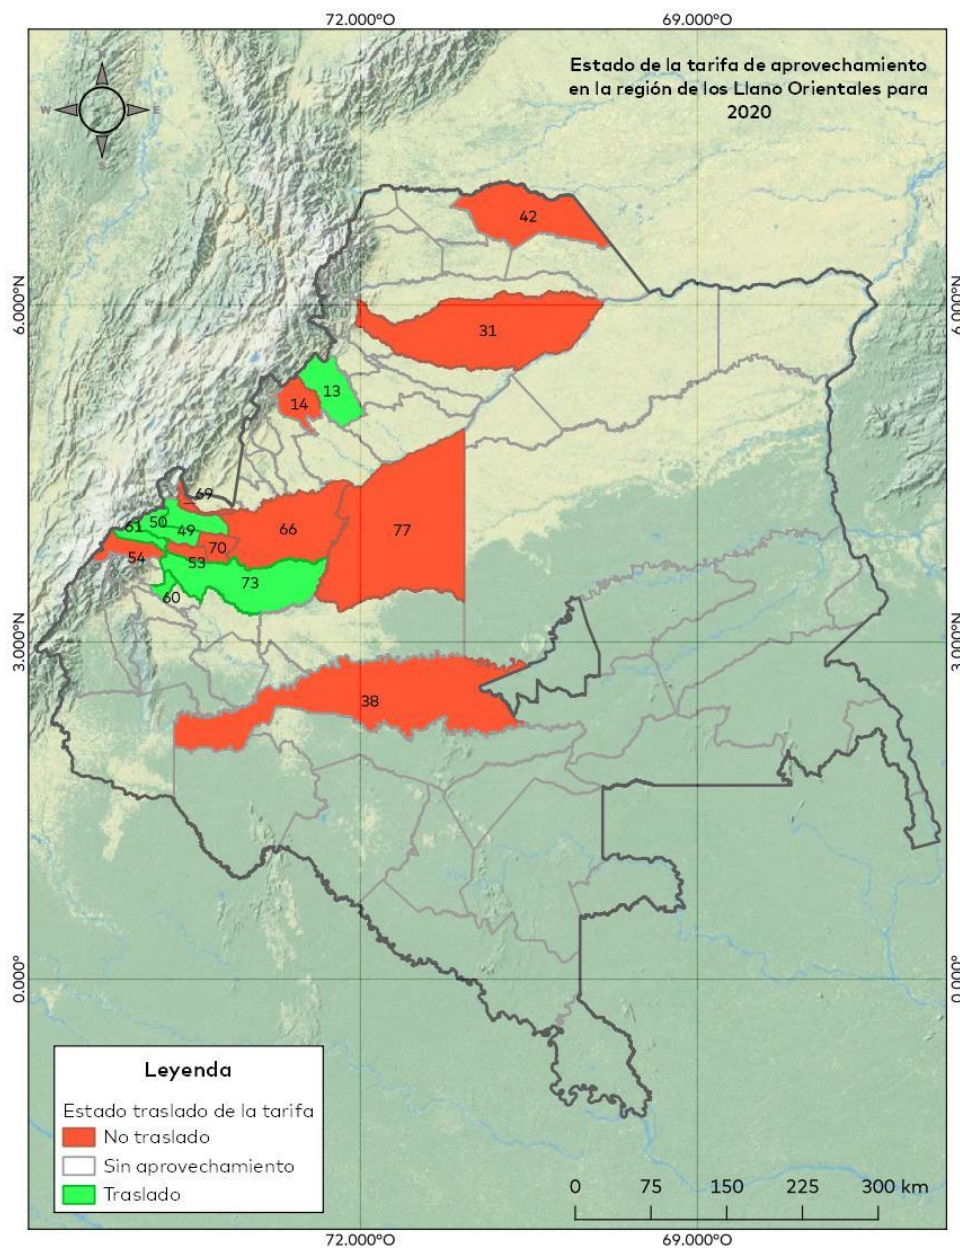 72.000°O
69.000°O
Estado de la tarifa de aprovechamiento
en la región de los Llano Orientales para
2020
W
E
S
42
6.000°N
6.000°N
31
13
14
69
61
50
49
66
77
54
53
70
60
73
3.000°N
3.000°N
38
0.000°
0.000°
Leyenda
Estado traslado de la tarifa
No traslado
Sin aprovechamiento
Traslado
0 75 150 225 300 km
72.000°O
69.000°O